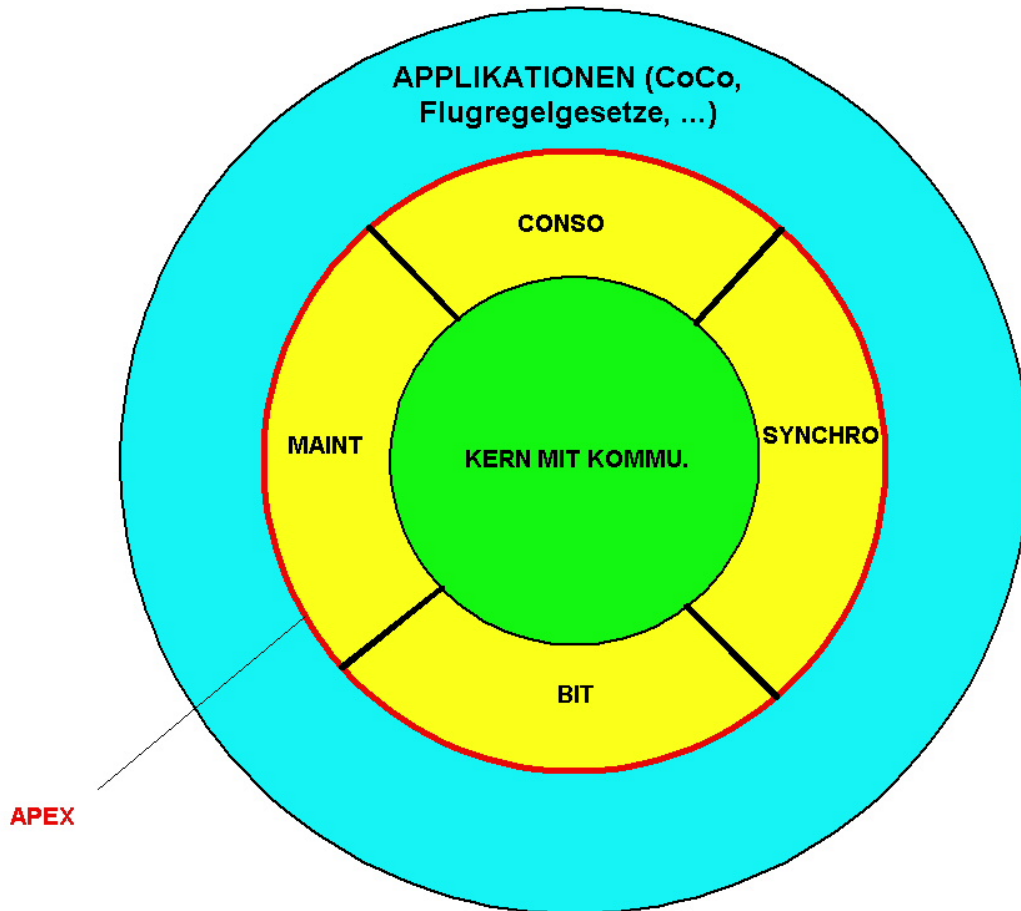 APPLIKATIONEN (CoCo,
Flugregelgesetze, ...)
CONSO
MAINT
SYNCHRO
KERN MIT KOMMU.
BIT
APEX